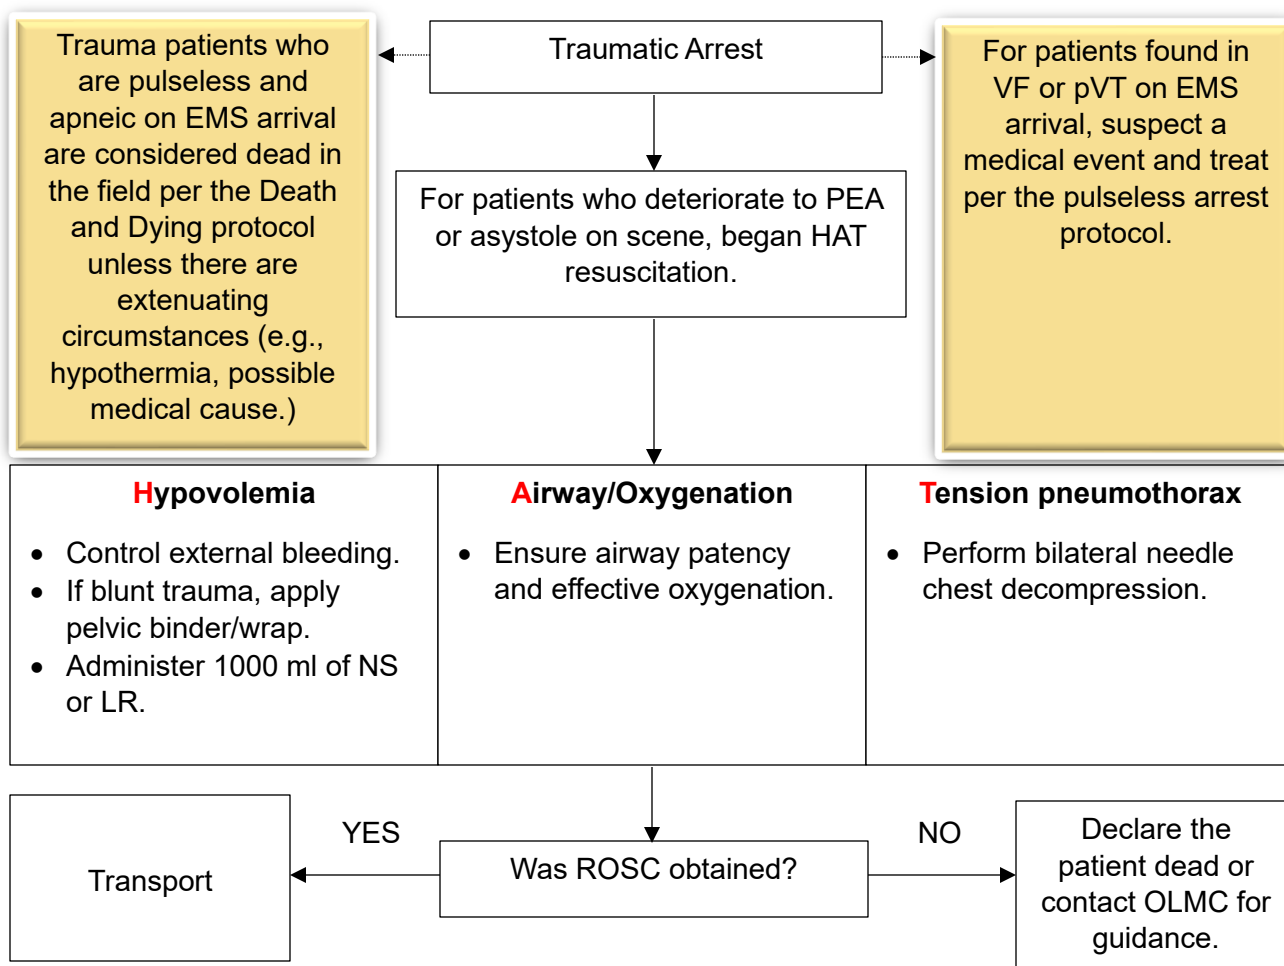 Trauma patients who
are pulseless and
apneic on EMS arrival
are considered dead in
the field per the Death
and Dying protocol
unless there are
extenuating
circumstances (e.g.,
hypothermia, possible
medical cause.)
Traumatic Arrest
For patients found in
VF or pVT on EMS
arrival, suspect a
medical event and treat
per the pulseless arrest
protocol.
For patients who deteriorate to PEA
or asystole on scene, began HAT
resuscitation.
Hypovolemia
• Control external bleeding.
• If blunt trauma, apply
pelvic binder/wrap.
• Administer 1000 ml of NS
or LR.
Airway/Oxygenation
• Ensure airway patency
and effective oxygenation.
Tension pneumothorax
• Perform bilateral needle
chest decompression.
Was ROSC obtained?
YES
Transport
NO
Declare the
patient dead or
contact OLMC for
guidance.